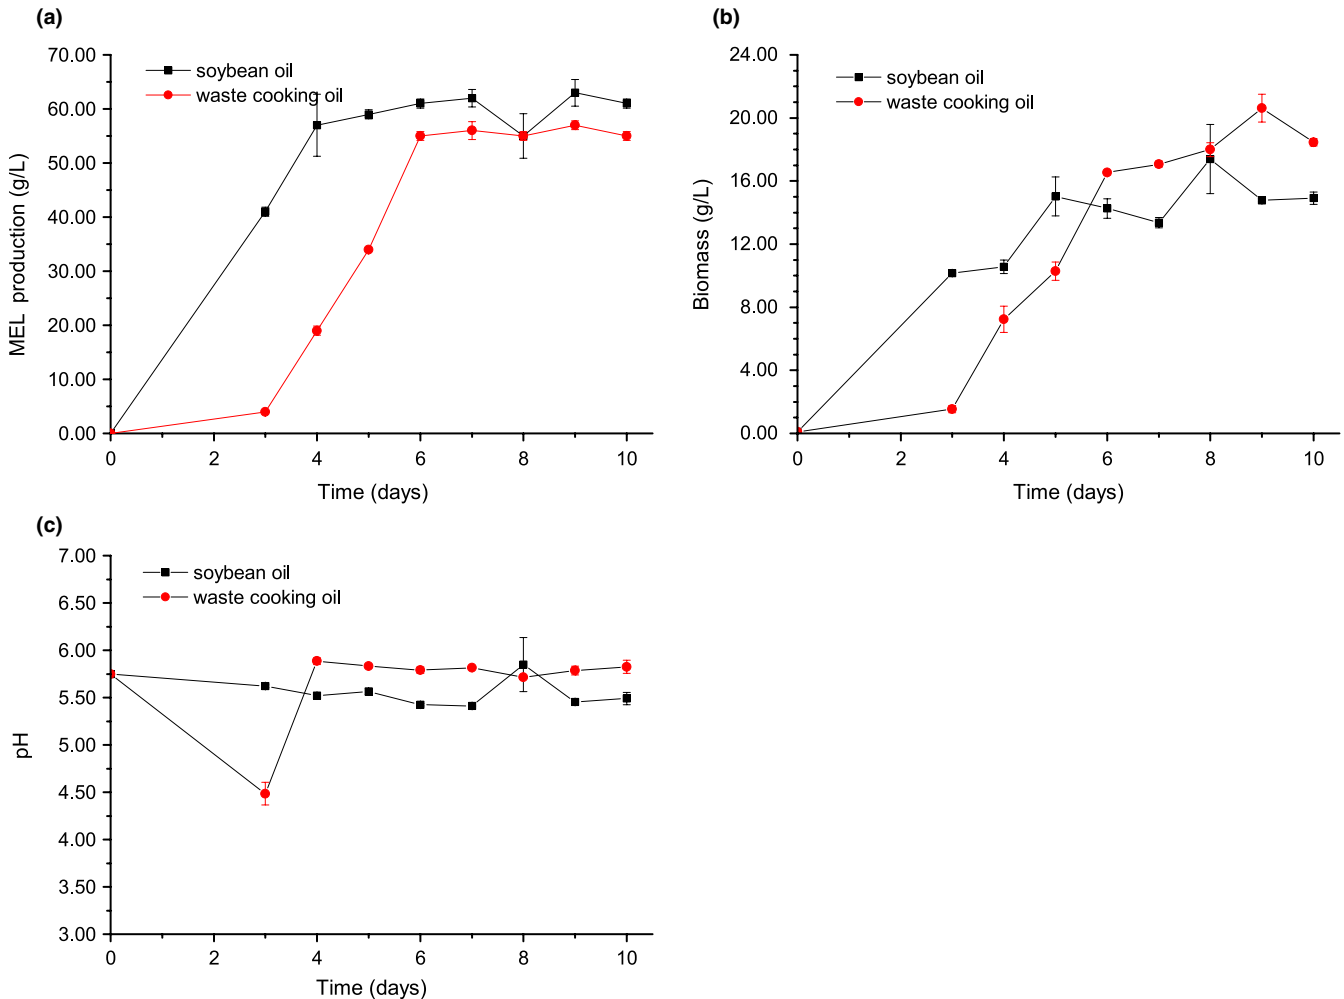 (a)
70.00
60.00
50.00
40.00
30.00
20.00
10.00
0.00
MEL production (g/L)
soybean oil
waste cooking oil
0 2 4 6 8 10
Time (days)
(b)
24.00
20.00
16.00
12.00
8.00
4.00
0.00
Biomass (g/L)
soybean oil
waste cooking oil
0 2 4 6 8 10
Time (days)
(c)
7.00
6.50
6.00
5.50
5.00
4.50
4.00
3.50
3.00
pH
soybean oil
waste cooking oil
0 2 4 6 8 10
Time (days)